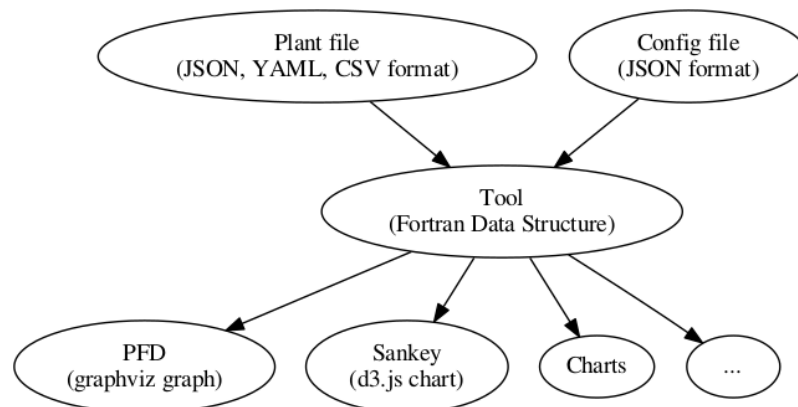 Plant file
(JSON, YAML, CSV format)
Config file
(JSON format)
Tool
(Fortran Data Structure)
PFD
(graphviz graph)
Sankey
(d3.js chart)
Charts
...